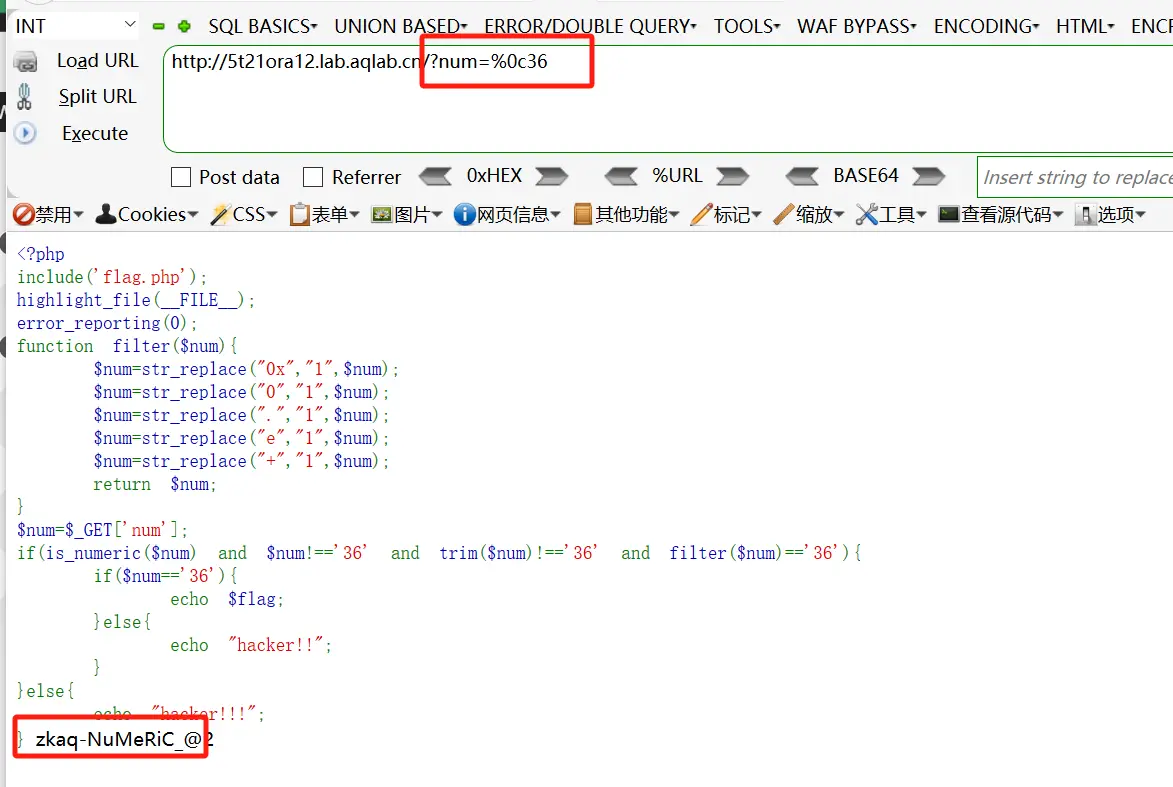 INT SQL BASICS UNION BASED ERROR/DOUBLE QUERY TOOLS WAF BYPASS ENCODING HTML ENCR
Load URL http://5t21ora12.lab.aqlab.cn/?num=%0c36
Split URL
Execute
Post data Referrer 0xHEX %URL BASE64 Insert string to replace
禁用 Cookies CSS 表单 图片 网页信息 其他功能 标记 缩放 工具 查看源代码 选项
<?php
include('flag.php');
highlight_file(__FILE__);
error_reporting(0);
function filter($num){
$num=str_replace("0x","1",$num);
$num=str_replace("0","1",$num);
$num=str_replace(".","1",$num);
$num=str_replace("e","1",$num);
$num=str_replace("+","1",$num);
return $num;
}
$num=$_GET['num'];
if(is_numeric($num) and $num!=='36' and trim($num)!=='36' and filter($num)=='36'){
if($num=='36'){
echo $flag;
}else{
echo "hacker!!";
}
}else{
echo "hacker!!!";
} zkaq-NuMeRiC_@2